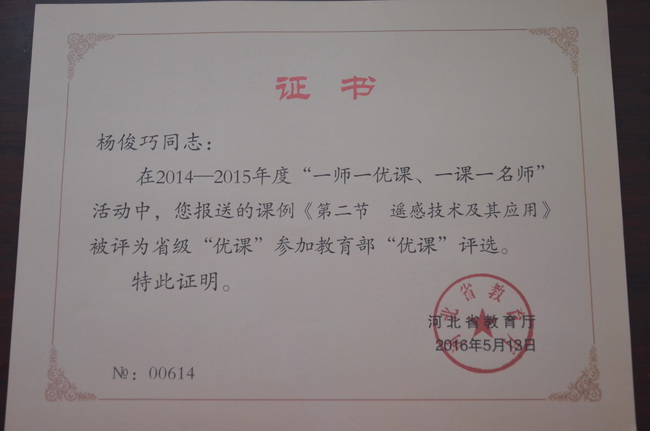 证书
杨俊巧同志：
在2014—2015年度“一师一优课、一课一名师”
活动中，您报送的课例《第二节　遥感技术及其应用》
被评为省级“优课”参加教育部“优课”评选。
特此证明。
河北省教育厅
2016年5月13日
№：00614